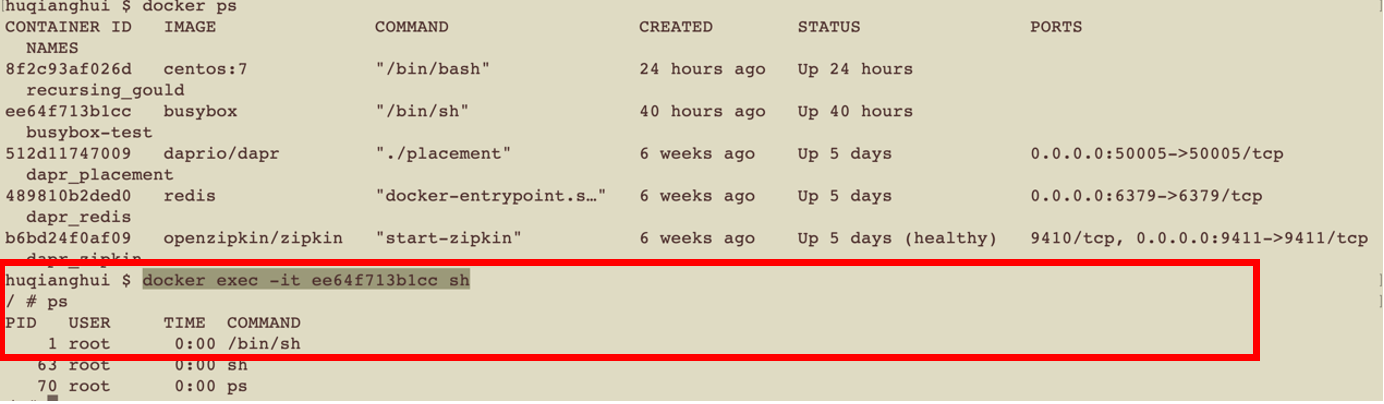 huqianghui $ docker ps
CONTAINER ID IMAGE COMMAND CREATED STATUS PORTS
NAMES
8f2c93af026d centos:7 "/bin/bash" 24 hours ago Up 24 hours
recursing_gould
ee64f713b1cc busybox "/bin/sh" 40 hours ago Up 40 hours
busybox-test
512d11747009 daprio/dapr "./placement" 6 weeks ago Up 5 days 0.0.0.0:50005->50005/tcp
dapr_placement
489810b2ded0 redis "docker-entrypoint.s…" 6 weeks ago Up 5 days 0.0.0.0:6379->6379/tcp
dapr_redis
b6bd24f0af09 openzipkin/zipkin "start-zipkin" 6 weeks ago Up 5 days (healthy) 9410/tcp, 0.0.0.0:9411->9411/tcp
dapr_zipkin
huqianghui $ docker exec -it ee64f713b1cc sh
/ # ps
PID USER TIME COMMAND
1 root 0:00 /bin/sh
63 root 0:00 sh
70 root 0:00 ps